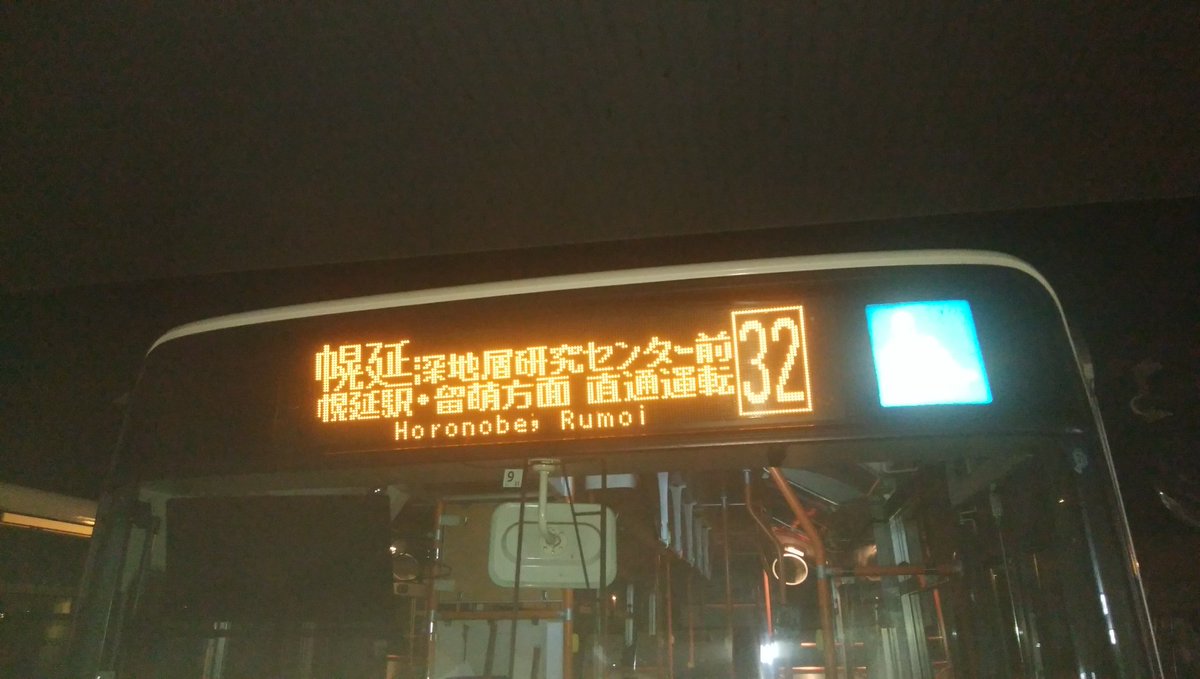 幌延深地層研究センター前
幌延駅・留萌方面 直通運転
32
Horonobe, Rumoi
9